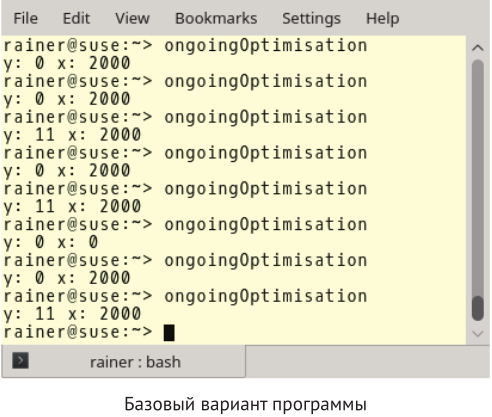 File Edit View Bookmarks Settings Help
rainer@suse:~> ongoingOptimisation
y: 0 x: 2000
rainer@suse:~> ongoingOptimisation
y: 0 x: 2000
rainer@suse:~> ongoingOptimisation
y: 11 x: 2000
rainer@suse:~> ongoingOptimisation
y: 0 x: 2000
rainer@suse:~> ongoingOptimisation
y: 11 x: 2000
rainer@suse:~> ongoingOptimisation
y: 0 x: 0
rainer@suse:~> ongoingOptimisation
y: 0 x: 2000
rainer@suse:~> ongoingOptimisation
y: 11 x: 2000
rainer@suse:~>
rainer : bash
Базовый вариант программы